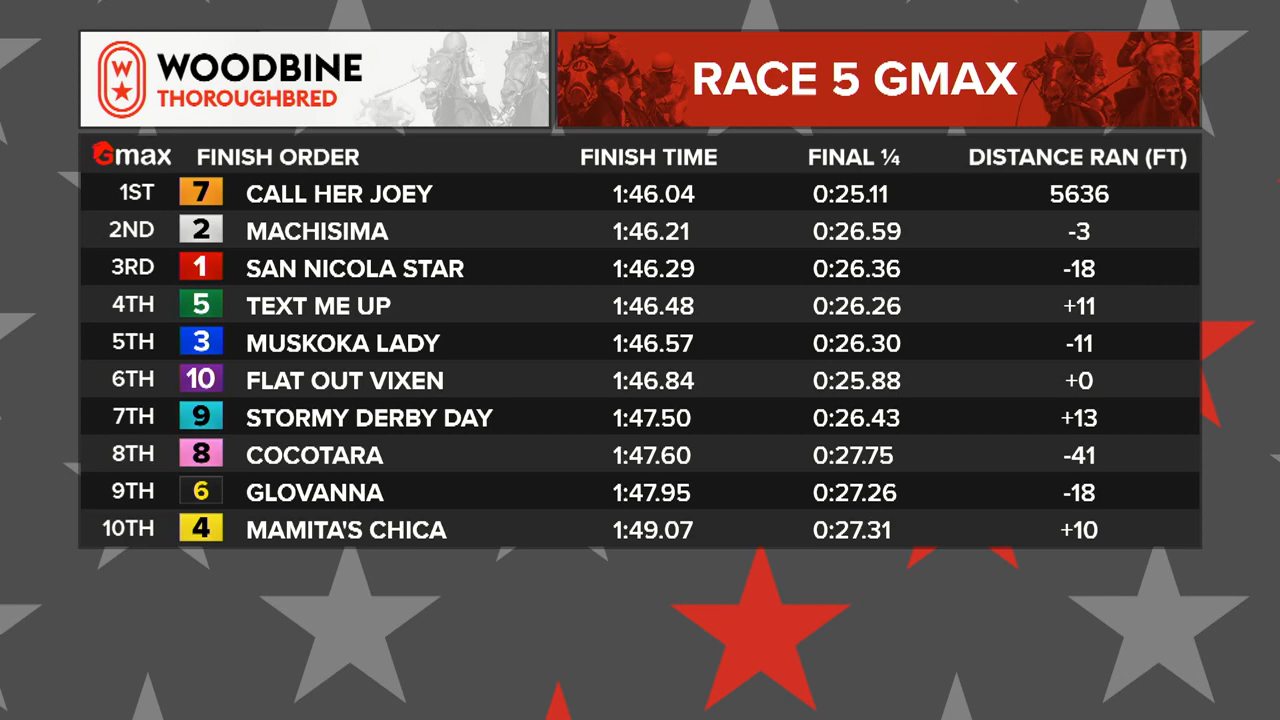 W WOODBINE THOROUGHBRED
RACE 5 GMAX
Gmax FINISH ORDER FINISH TIME FINAL ¼ DISTANCE RAN (FT)
1ST 7 CALL HER JOEY 1:46.04 0:25.11 5636
2ND 2 MACHISIMA 1:46.21 0:26.59 -3
3RD 1 SAN NICOLA STAR 1:46.29 0:26.36 -18
4TH 5 TEXT ME UP 1:46.48 0:26.26 +11
5TH 3 MUSKOKA LADY 1:46.57 0:26.30 -11
6TH 10 FLAT OUT VIXEN 1:46.84 0:25.88 +0
7TH 9 STORMY DERBY DAY 1:47.50 0:26.43 +13
8TH 8 COCOTARA 1:47.60 0:27.75 -41
9TH 6 GLOVANNA 1:47.95 0:27.26 -18
10TH 4 MAMITA'S CHICA 1:49.07 0:27.31 +10